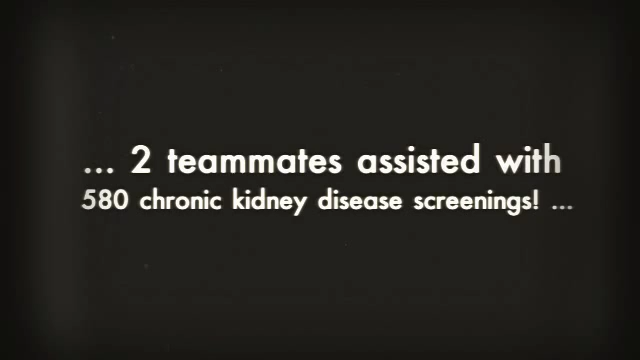 ... 2 teammates assisted with
580 chronic kidney disease screenings! ...